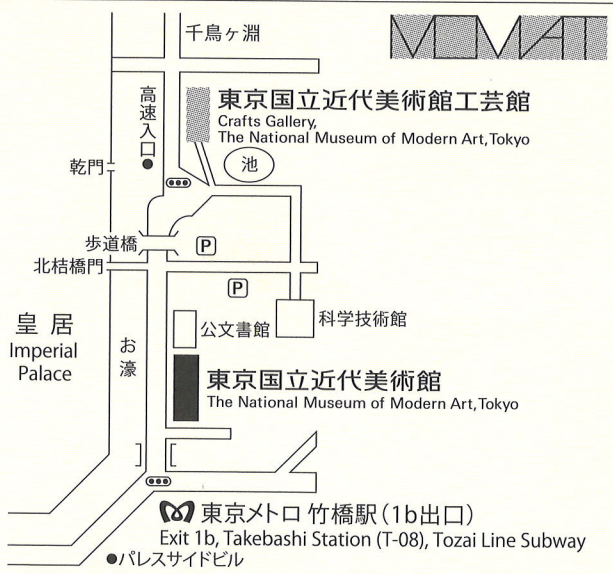 千鳥ヶ淵
MOMAT
高速入口
東京国立近代美術館工芸館
Crafts Gallery,
The National Museum of Modern Art,Tokyo
池
乾門
歩道橋
P
北桔橋門
P
皇居
Imperial
Palace
お濠
公文書館
科学技術館
東京国立近代美術館
The National Museum of Modern Art,Tokyo
東京メトロ 竹橋駅(1b出口)
Exit 1b, Takebashi Station (T-08), Tozai Line Subway
●パレスサイドビル